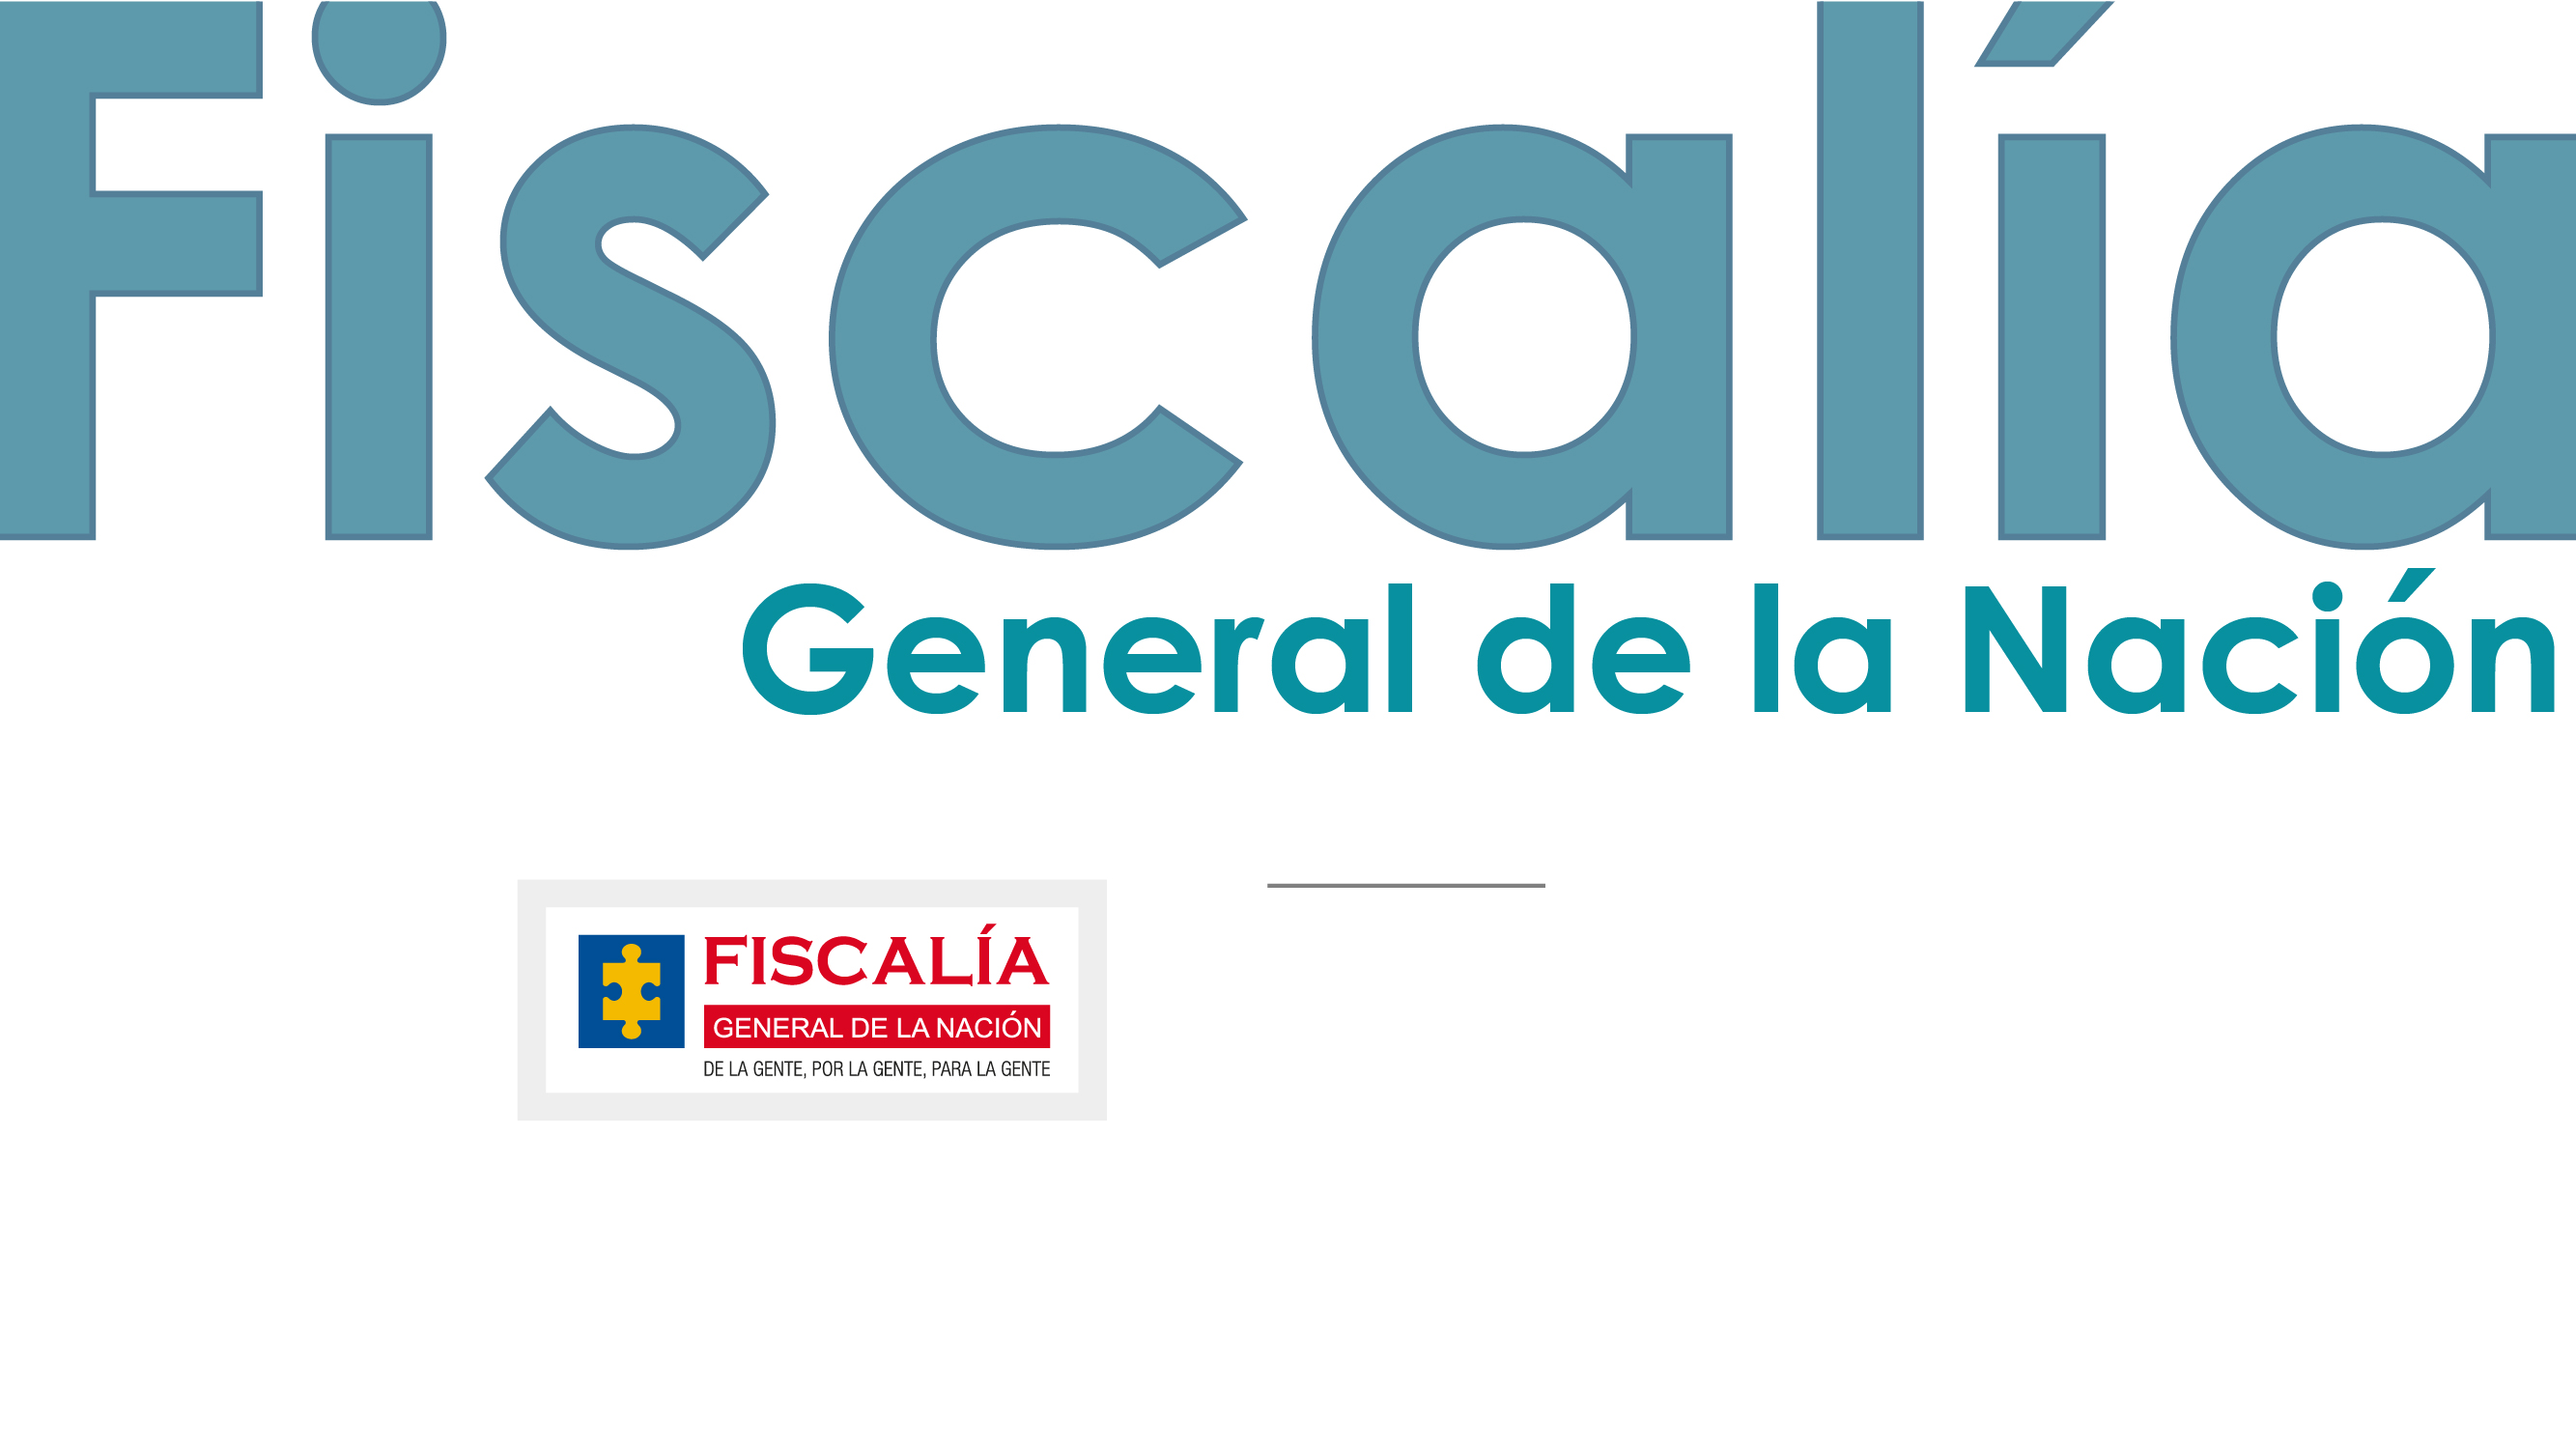 Fiscalía
General de la Nación
FISCALÍA
GENERAL DE LA NACIÓN
DE LA GENTE, POR LA GENTE, PARA LA GENTE